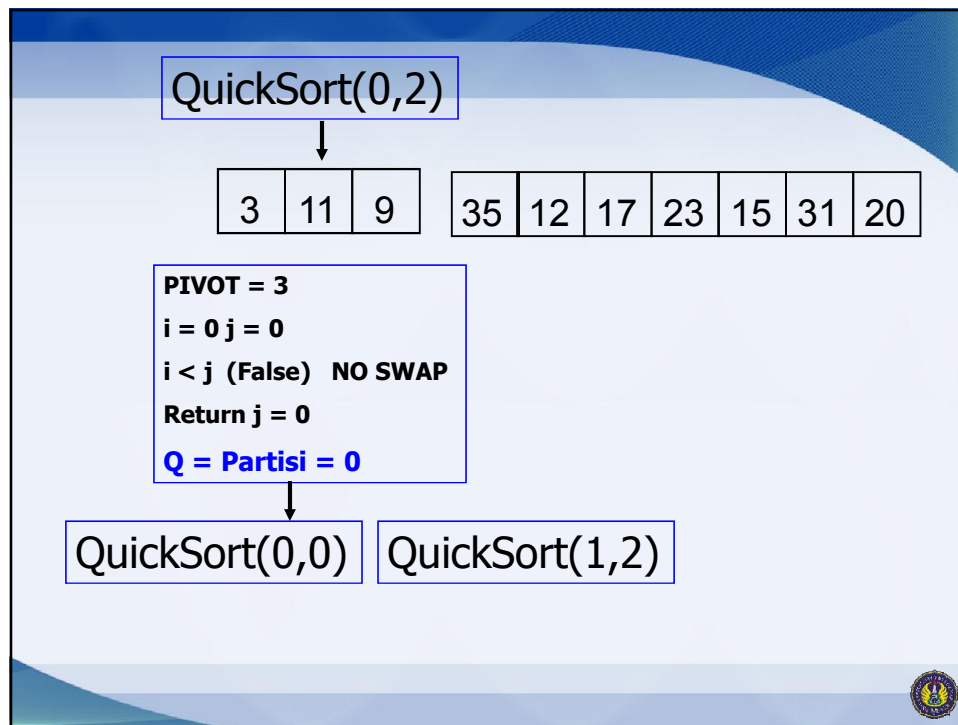 QuickSort(0,2)
3 11 9 35 12 17 23 15 31 20
PIVOT = 3
i = 0 j = 0
i < j (False) NO SWAP
Return j = 0
Q = Partisi = 0
QuickSort(0,0) QuickSort(1,2)